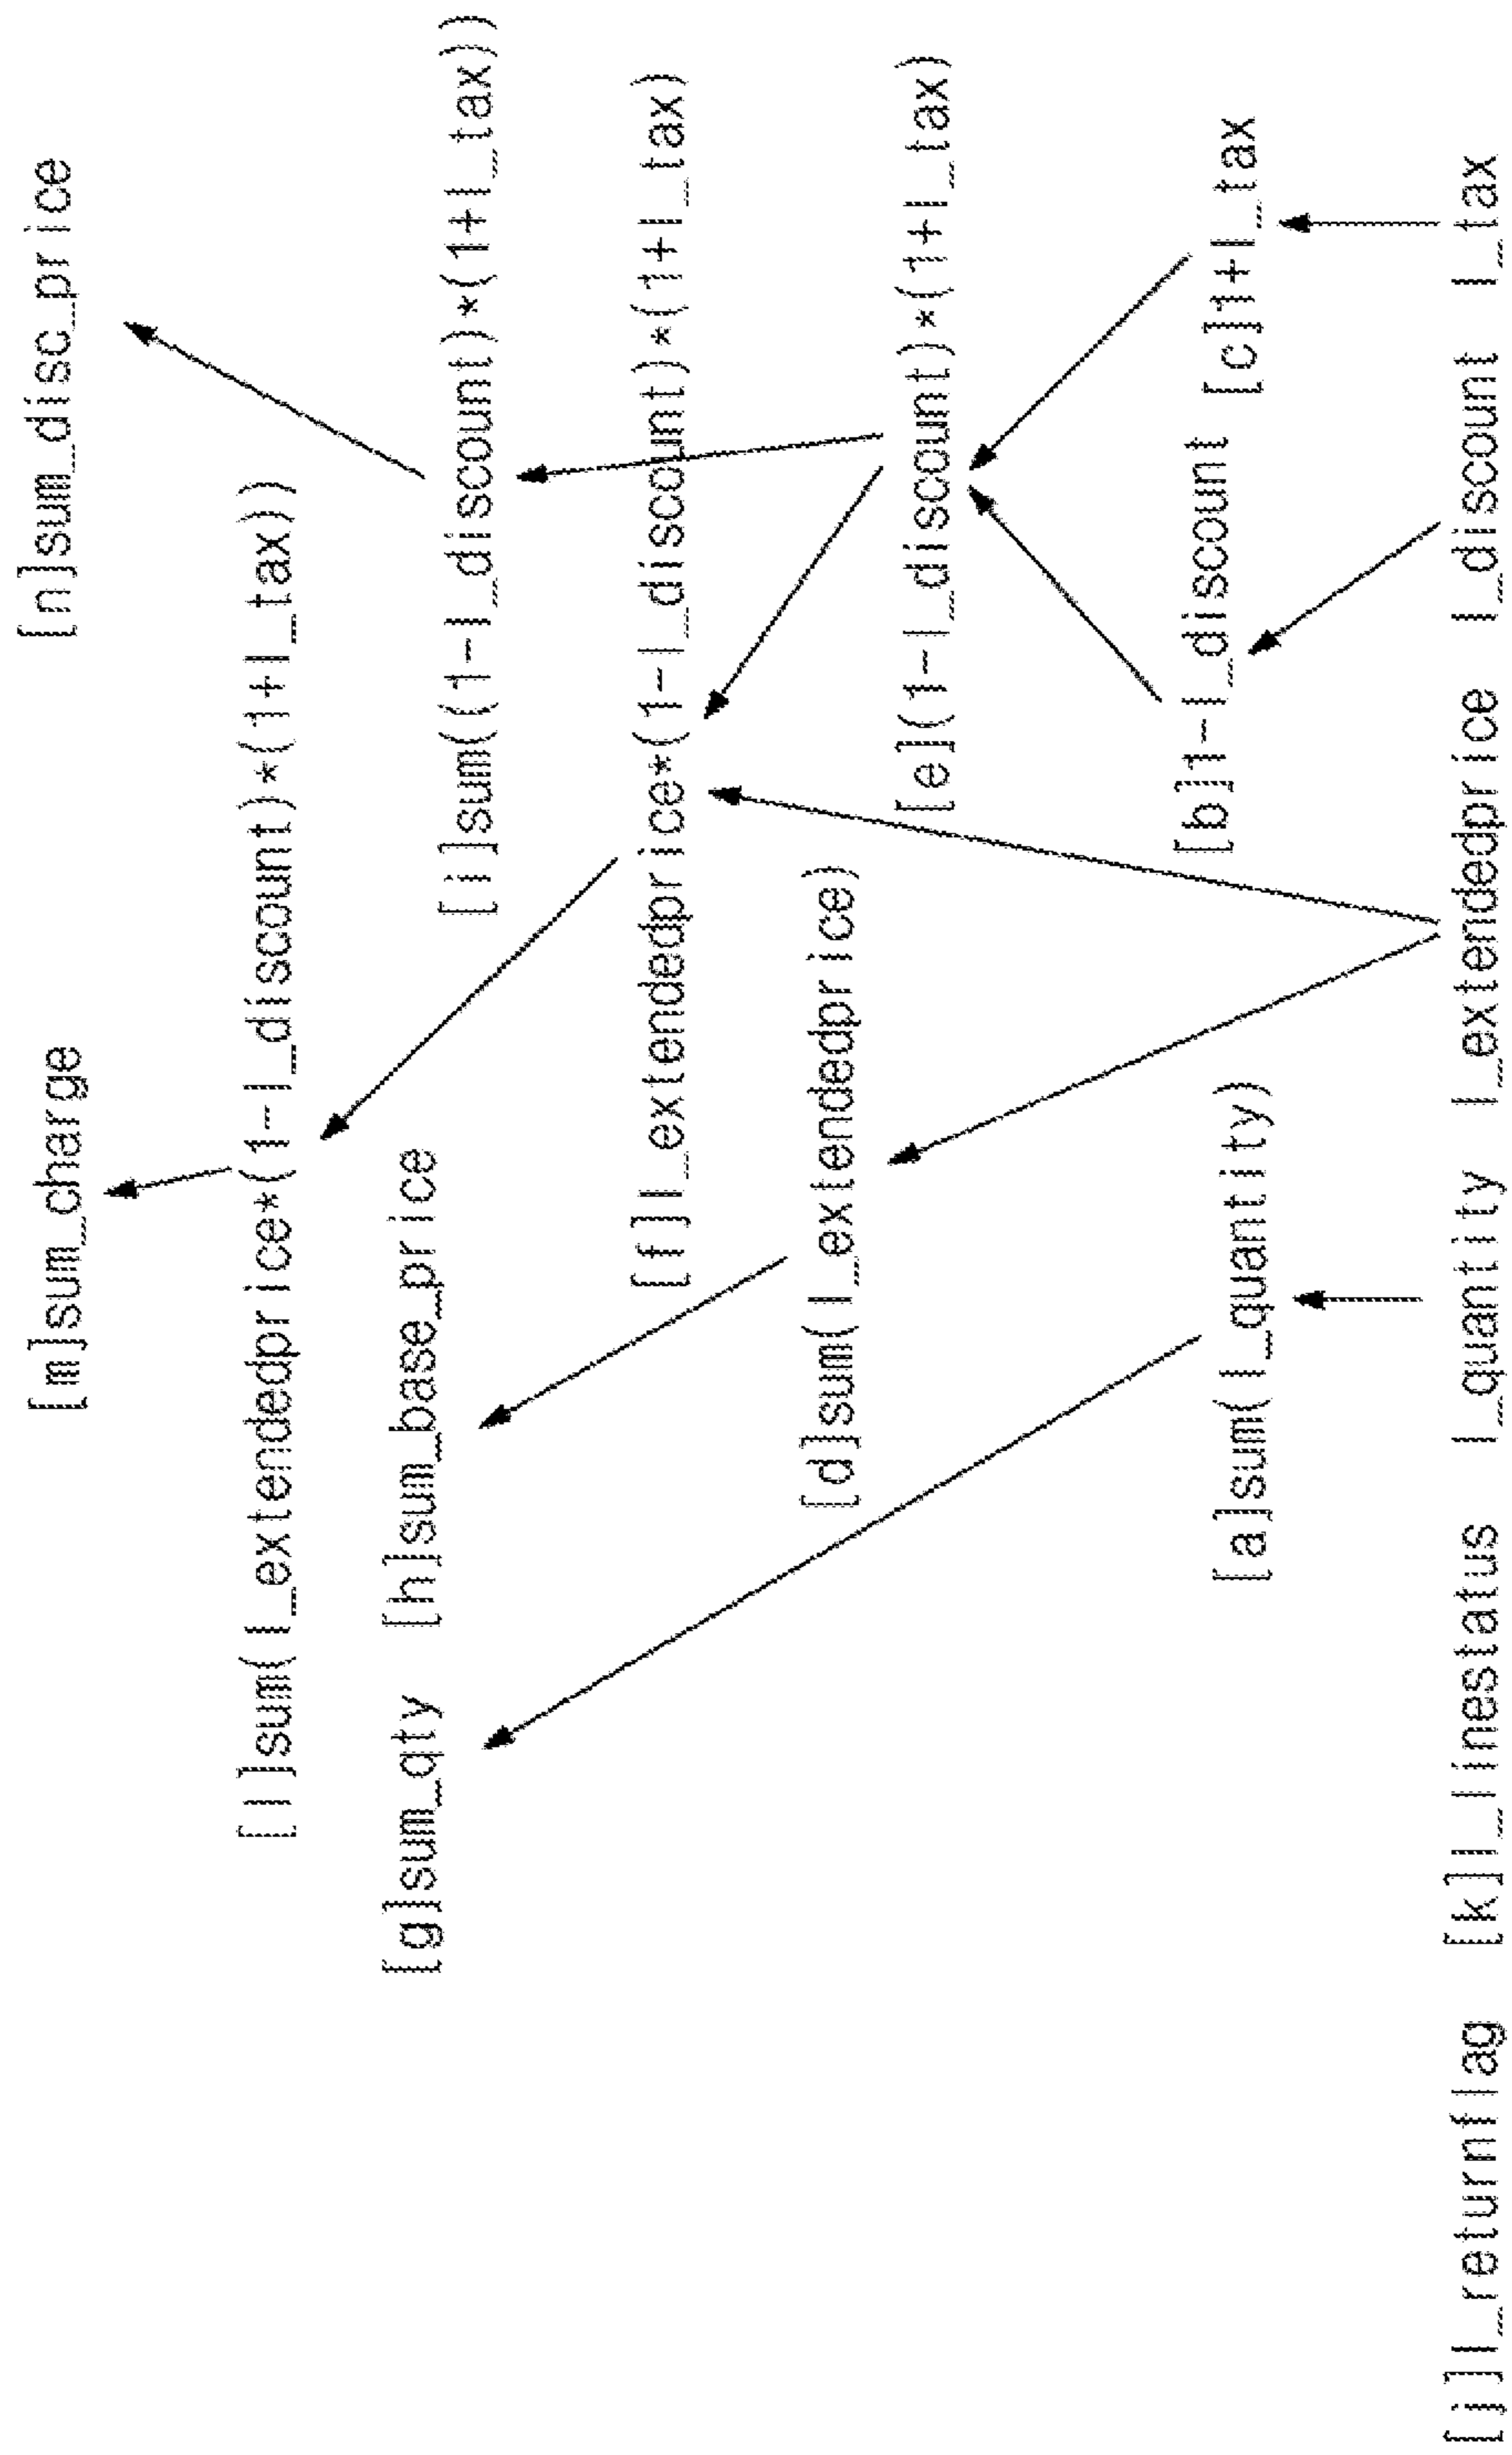 [m]sum_charge [n]sum_disc_price
[l]sum(l_extendedprice*(1-l_discount)*(1+l_tax))
[g]sum_qty [h]sum_base_price
[i]sum((1-l_discount)*(1+l_tax))
[f]l_extendedprice*(1-l_discount)*(1+l_tax)
[d]sum(l_extendedprice)
[e](1-l_discount)*(1+l_tax)
[a]sum(l_quantity) [b]1-l_discount [c]1+l_tax
[j]l_returnflag [k]l_linestatus l_quantity l_extendedprice l_discount l_tax